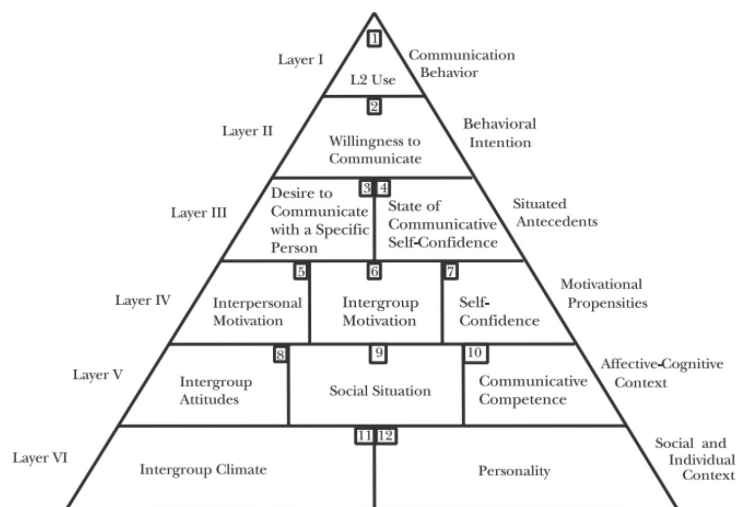 1
Layer I
Communication
Behavior
L2 Use
2
Layer II
Behavioral
Intention
Willingness to
Communicate
3 4
Layer III
Desire to
Communicate
with a Specific
Person
State of
Communicative
Self-Confidence
Situated
Antecedents
5 6 7
Layer IV
Interpersonal
Motivation
Intergroup
Motivation
Self-
Confidence
Motivational
Propensities
8 9 10
Layer V
Intergroup
Attitudes
Social Situation
Communicative
Competence
Affective-Cognitive
Context
11 12
Layer VI
Intergroup Climate
Personality
Social and
Individual
Context